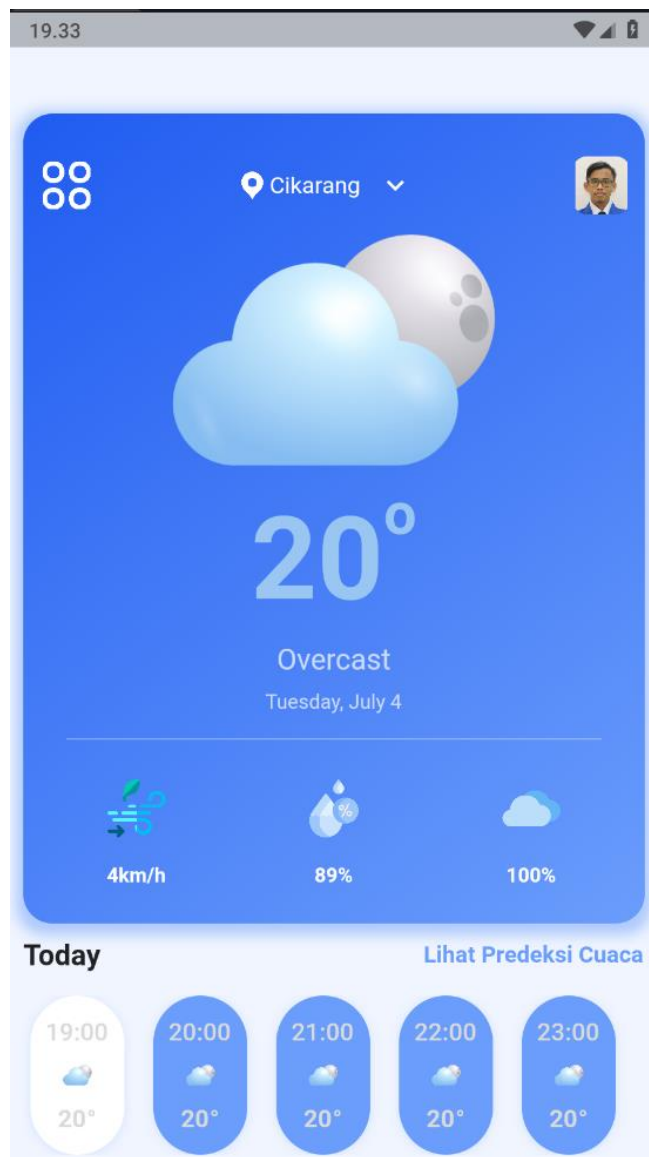 19.33
Cikarang
20°
Overcast
Tuesday, July 4
%
4km/h 89% 100%
Today Lihat Predeksi Cuaca
19:00 20:00 21:00 22:00 23:00
20° 20° 20° 20° 20°